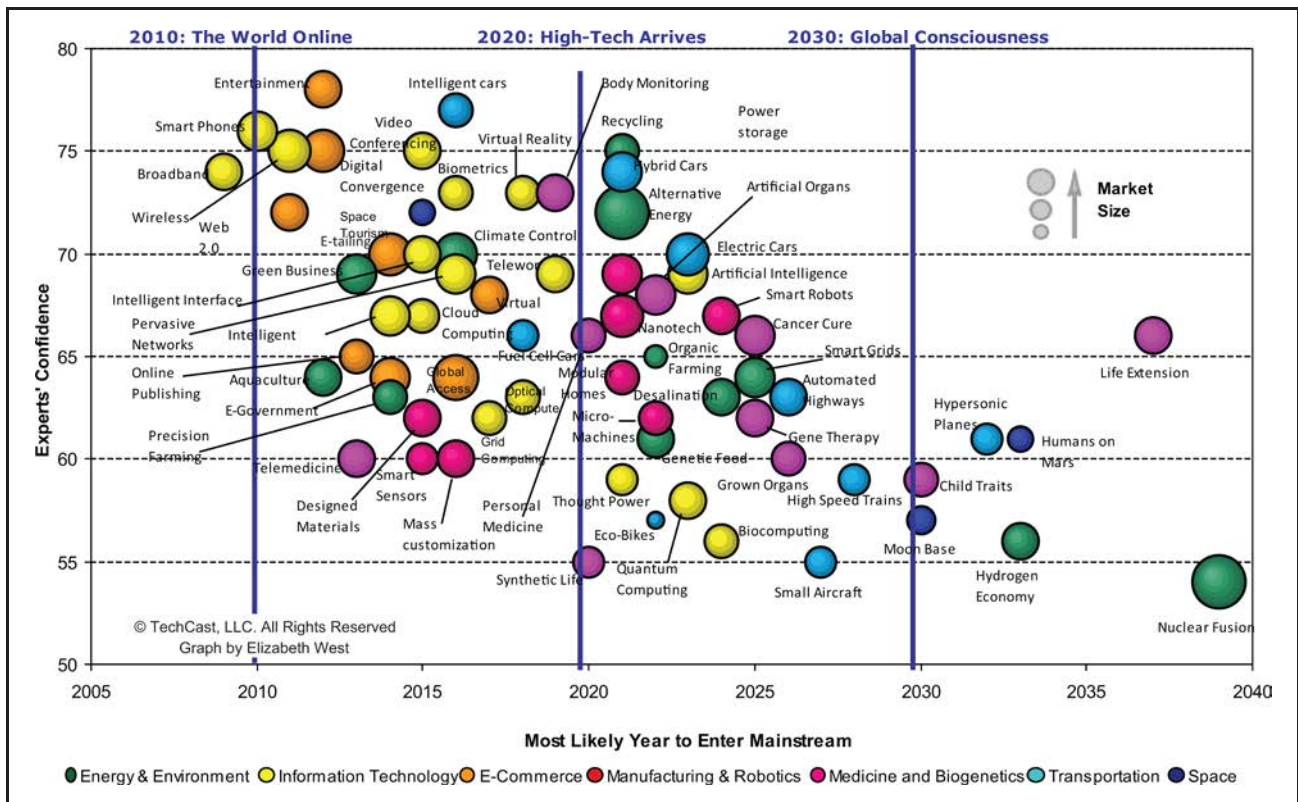 2010: The World Online
2020: High-Tech Arrives
2030: Global Consciousness
80
75
70
65
60
55
50
Experts' Confidence
Entertainment
Intelligent cars
Body Monitoring
Smart Phones
Video
Conferencing
Virtual Reality
Recycling
Power
storage
Broadband
Digital
Convergence
Biometrics
Hybrid Cars
Artificial Organs
Market
Size
Wireless
Web
2.0
Space
Tourism
Alternative
Energy
E-tailing
Climate Control
Electric Cars
Green Business
Telework
Artificial Intelligence
Intelligent Interface
Virtual
Smart Robots
Pervasive
Networks
Intelligent
Cloud
Computing
Nanotech
Cancer Cure
Fuel Cell Cars
Organic
Farming
Smart Grids
Online
Publishing
Aquaculture
Global
Access
Modular
Homes
Life Extension
E-Government
Optical
Compute
Desalination
Automated
Highways
Precision
Farming
Grid
Computing
Micro-
Machines
Gene Therapy
Hypersonic
Planes
Humans on
Mars
Telemedicine
Smart
Sensors
Genetic Food
Grown Organs
Designed
Materials
Mass
customization
Personal
Medicine
Thought Power
High Speed Trains
Child Traits
Eco-Bikes
Biocomputing
Moon Base
Synthetic Life
Quantum
Computing
Small Aircraft
Hydrogen
Economy
Nuclear Fusion
© TechCast, LLC. All Rights Reserved
Graph by Elizabeth West
2005
2010
2015
2020
2025
2030
2035
2040
Most Likely Year to Enter Mainstream
Energy & Environment
Information Technology
E-Commerce
Manufacturing & Robotics
Medicine and Biogenetics
Transportation
Space